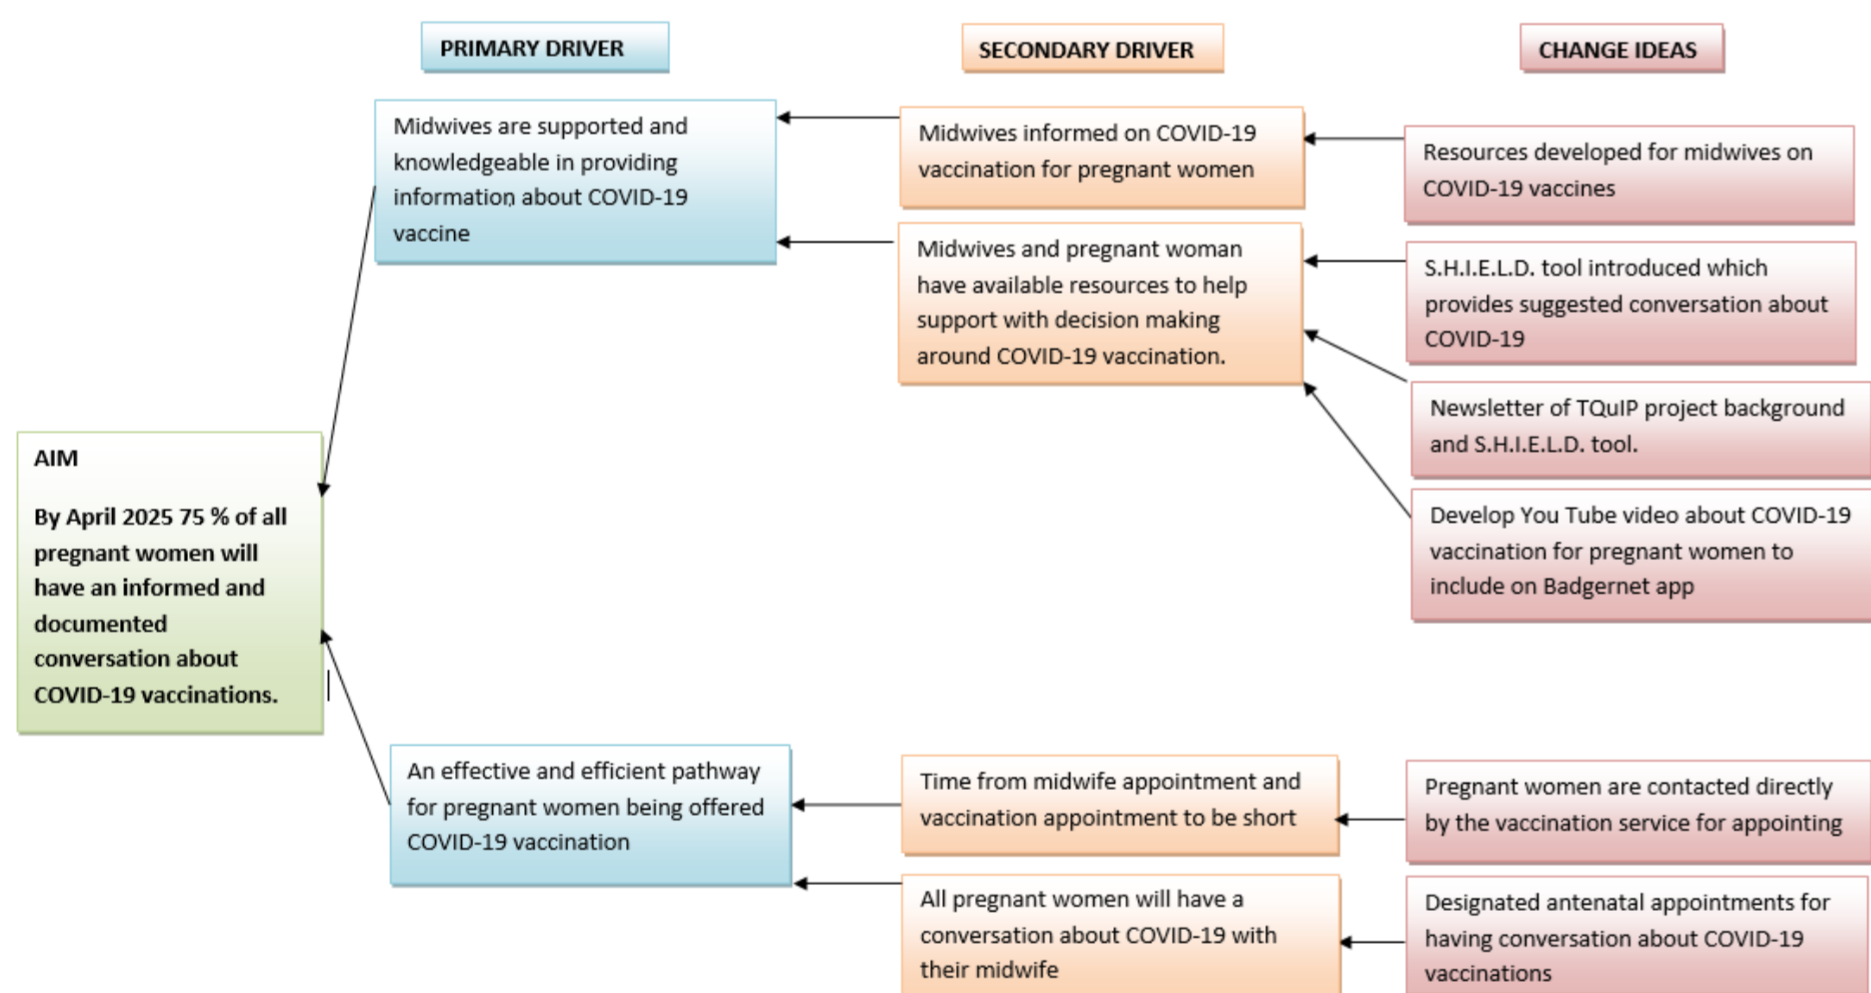 PRIMARY DRIVER
SECONDARY DRIVER
CHANGE IDEAS
Midwives are supported and
knowledgeable in providing
information about COVID-19
vaccine
Midwives informed on COVID-19
vaccination for pregnant women
Resources developed for midwives on
COVID-19 vaccines
Midwives and pregnant woman
have available resources to help
support with decision making
around COVID-19 vaccination.
S.H.I.E.L.D. tool introduced which
provides suggested conversation about
COVID-19
Newsletter of TQuIP project background
and S.H.I.E.L.D. tool.
Develop You Tube video about COVID-19
vaccination for pregnant women to
include on Badgernet app
AIM
By April 2025 75 % of all
pregnant women will
have an informed and
documented
conversation about
COVID-19 vaccinations.
An effective and efficient pathway
for pregnant women being offered
COVID-19 vaccination
Time from midwife appointment and
vaccination appointment to be short
Pregnant women are contacted directly
by the vaccination service for appointing
All pregnant women will have a
conversation about COVID-19 with
their midwife
Designated antenatal appointments for
having conversation about COVID-19
vaccinations